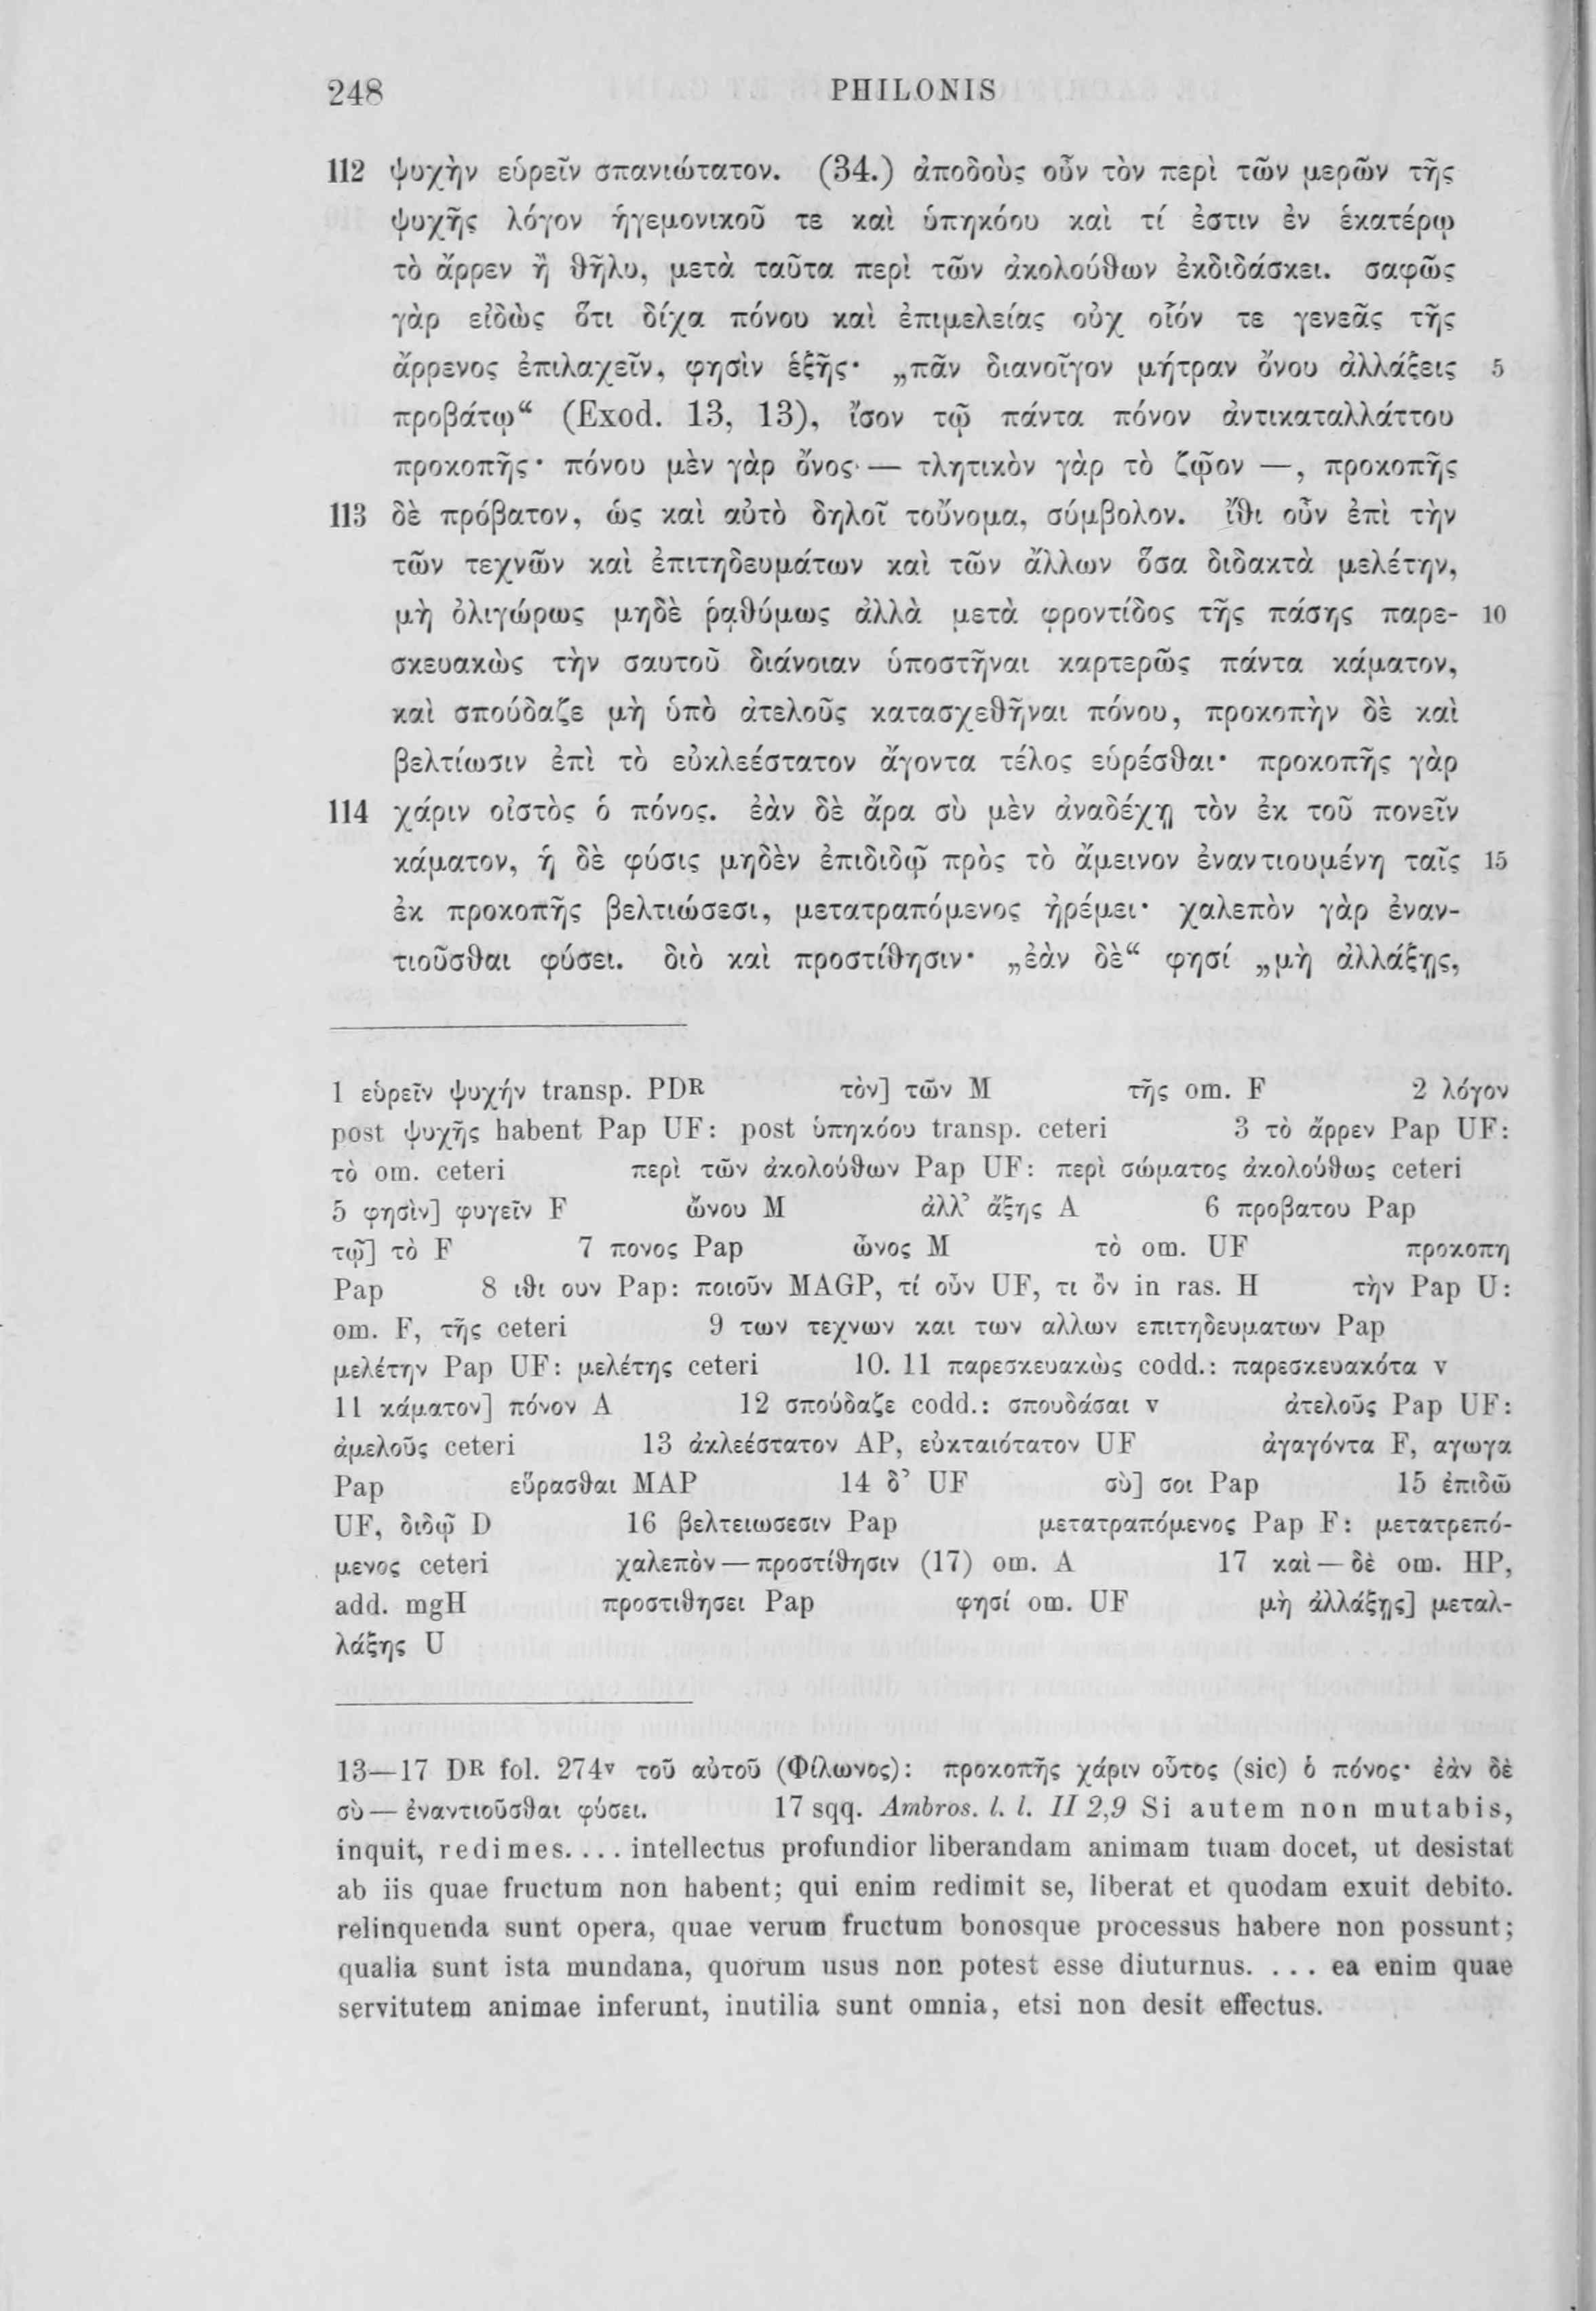 248 PHILONIS
112 ψυχὴν εὑρεῖν σπανιώτατον. (34.) ἀποδοὺς οὖν τὸν περὶ τῶν μερῶν τῆς
ψυχῆς λόγον ἡγεμονικοῦ τε καὶ ὑπηκόου καὶ τί ἐστιν ἐν ἑκατέρῳ
τὸ ἄρρεν ἢ θῆλυ, μετὰ ταῦτα περὶ τῶν ἀκολούθων ἐκδιδάσκει. σαφῶς
γὰρ εἰδὼς ὅτι δίχα πόνου καὶ ἐπιμελείας οὐχ οἷόν τε γενεᾶς τῆς
ἄρρενος ἐπιλαχεῖν, φησὶν ἑξῆς· „πᾶν διανοῖγον μήτραν ὄνου ἀλλάξεις 5
προβάτῳ“ (Exod. 13, 13), ἴσον τῷ πάντα πόνον ἀντικαταλλάττου
προκοπῆς· πόνου μὲν γὰρ ὄνος — τλητικὸν γὰρ τὸ ζῷον —, προκοπῆς
113 δὲ πρόβατον, ὡς καὶ αὐτὸ δηλοῖ τοὔνομα, σύμβολον. ἴθι οὖν ἐπὶ τὴν
τῶν τεχνῶν καὶ ἐπιτηδευμάτων καὶ τῶν ἄλλων ὅσα διδακτὰ μελέτην,
μὴ ὀλιγώρως μηδὲ ῥᾳθύμως ἀλλὰ μετὰ φροντίδος τῆς πάσης παρε- 10
σκευακὼς τὴν σαυτοῦ διάνοιαν ὑποστῆναι καρτερῶς πάντα κάματον,
καὶ σπούδαζε μὴ ὑπὸ ἀτελοῦς κατασχεθῆναι πόνου, προκοπὴν δὲ καὶ
βελτίωσιν ἐπὶ τὸ εὐκλεέστατον ἄγοντα τέλος εὑρέσθαι· προκοπῆς γὰρ
114 χάριν οἰστὸς ὁ πόνος. ἐὰν δὲ ἄρα σὺ μὲν ἀναδέχῃ τὸν ἐκ τοῦ πονεῖν
κάματον, ἡ δὲ φύσις μηδὲν ἐπιδιδῷ πρὸς τὸ ἄμεινον ἐναντιουμένη ταῖς 15
ἐκ προκοπῆς βελτιώσεσι, μετατραπόμενος ἠρέμει· χαλεπὸν γὰρ ἐναν-
τιοῦσθαι φύσει. διὸ καὶ προστίθησιν· „ἐὰν δὲ“ φησί „μὴ ἀλλάξῃς,
1 εὑρεῖν ψυχήν transp. PDR τὸν] τῶν M τῆς om. F 2 λόγον
post ψυχῆς habent Pap UF: post ὑπηκόου transp. ceteri 3 τὸ ἄρρεν Pap UF:
τὸ om. ceteri περὶ τῶν ἀκολούθων Pap UF: περὶ σώματος ἀκολούθως ceteri
5 φησὶν] φυγεῖν F ὤνου M ἀλλ’ ἄξης A 6 προβατου Pap
τῷ] τὸ F 7 πονος Pap ὦνος M τὸ om. UF προκοπη
Pap 8 ιθι ουν Pap: ποιοῦν MAGP, τί οὖν UF, τι ὂν in ras. H τὴν Pap U:
om. F, τῆς ceteri 9 των τεχνων και των αλλων επιτηδευματων Pap
μελέτην Pap UF: μελέτης ceteri 10. 11 παρεσκευακὼς codd.: παρεσκευακότα v
11 κάματον] πόνον A 12 σπούδαζε codd.: σπουδάσαι v ἀτελοῦς Pap UF:
ἀμελοῦς ceteri 13 ἀκλεέστατον AP, εὐκταιότατον UF ἀγαγόντα F, αγωγα
Pap εὕρασθαι MAP 14 δ’ UF σὺ] σοι Pap 15 ἐπιδῶ
UF, διδῷ D 16 βελτειωσεσιν Pap μετατραπόμενος Pap F: μετατρεπό-
μενος ceteri χαλεπὸν — προστίθησιν (17) om. A 17 καὶ — δὲ om. HP,
add. mgH προστιθησει Pap φησί om. UF μὴ ἀλλάξῃς] μεταλ-
λάξης U
13—17 DR fol. 274v τοῦ αὐτοῦ (Φίλωνος): προκοπῆς χάριν οὗτος (sic) ὁ πόνος· ἐὰν δὲ
σὺ — ἐναντιοῦσθαι φύσει. 17 sqq. Ambros. l. l. II 2,9 Si autem non mutabis,
inquit, redimes. ... intellectus profundior liberandam animam tuam docet, ut desistat
ab iis quae fructum non habent; qui enim redimit se, liberat et quodam exuit debito.
relinquenda sunt opera, quae verum fructum bonosque processus habere non possunt;
qualia sunt ista mundana, quorum usus non potest esse diuturnus. ... ea enim quae
servitutem animae inferunt, inutilia sunt omnia, etsi non desit effectus.